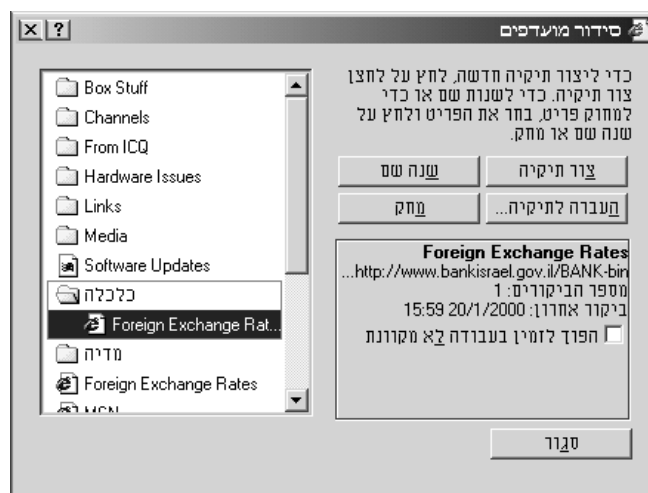 סידור מועדפים
כדי ליצור תיקיה חדשה, לחץ על לחצן
צור תיקיה. כדי לשנות שם או כדי
למחוק פריט, בחר את הפריט ולחץ על
שנה שם או מחק.
צור תיקיה
שנה שם
העברה לתיקיה...
מחק
Foreign Exchange Rates
http://www.bankisrael.gov.il/BANK-bin...
מספר הביקורים: 1
ביקור אחרון: 20/1/2000 15:59
הפוך לזמין בעבודה לא מקוונת
סגור
Box Stuff
Channels
From ICQ
Hardware Issues
Links
Media
Software Updates
כלכלה
Foreign Exchange Rat...
מדיה
Foreign Exchange Rates
MSN